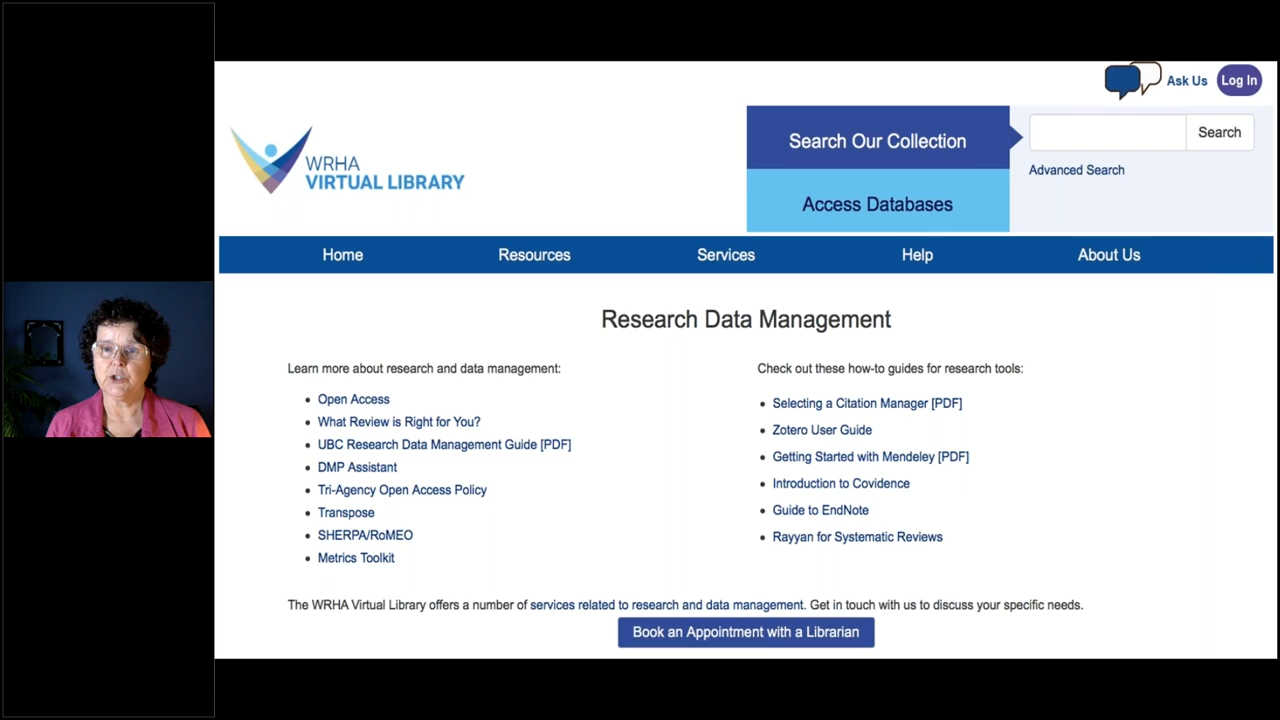 Ask Us
Log In
WRHA
VIRTUAL LIBRARY
Search Our Collection
Search
Advanced Search
Access Databases
Home Resources Services Help About Us
Research Data Management
Learn more about research and data management:
Open Access
What Review is Right for You?
UBC Research Data Management Guide [PDF]
DMP Assistant
Tri-Agency Open Access Policy
Transpose
SHERPA/RoMEO
Metrics Toolkit
Check out these how-to guides for research tools:
Selecting a Citation Manager [PDF]
Zotero User Guide
Getting Started with Mendeley [PDF]
Introduction to Covidence
Guide to EndNote
Rayyan for Systematic Reviews
The WRHA Virtual Library offers a number of services related to research and data management. Get in touch with us to discuss your specific needs.
Book an Appointment with a Librarian